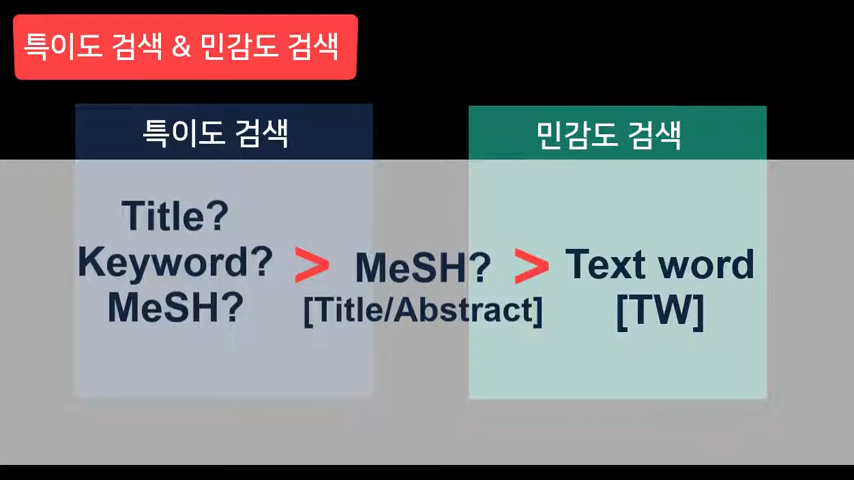 특이도 검색 & 민감도 검색
특이도 검색
민감도 검색
Title?
Keyword?
MeSH?
>
MeSH?
[Title/Abstract]
>
Text word
[TW]